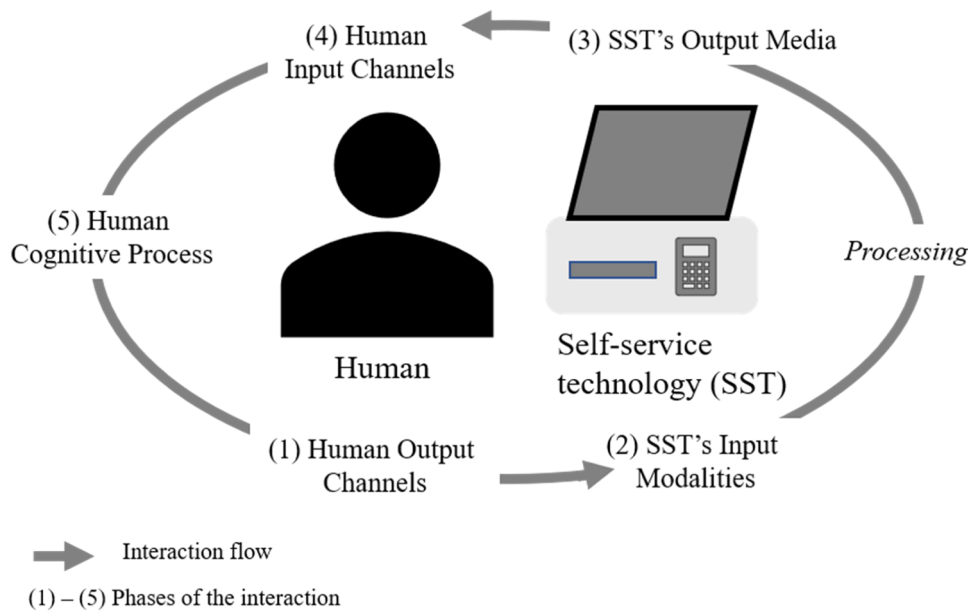 (4) Human
Input Channels
(3) SST's Output Media
(5) Human
Cognitive Process
Processing
Human
Self-service
technology (SST)
(1) Human Output
Channels
(2) SST's Input
Modalities
Interaction flow
(1) – (5) Phases of the interaction